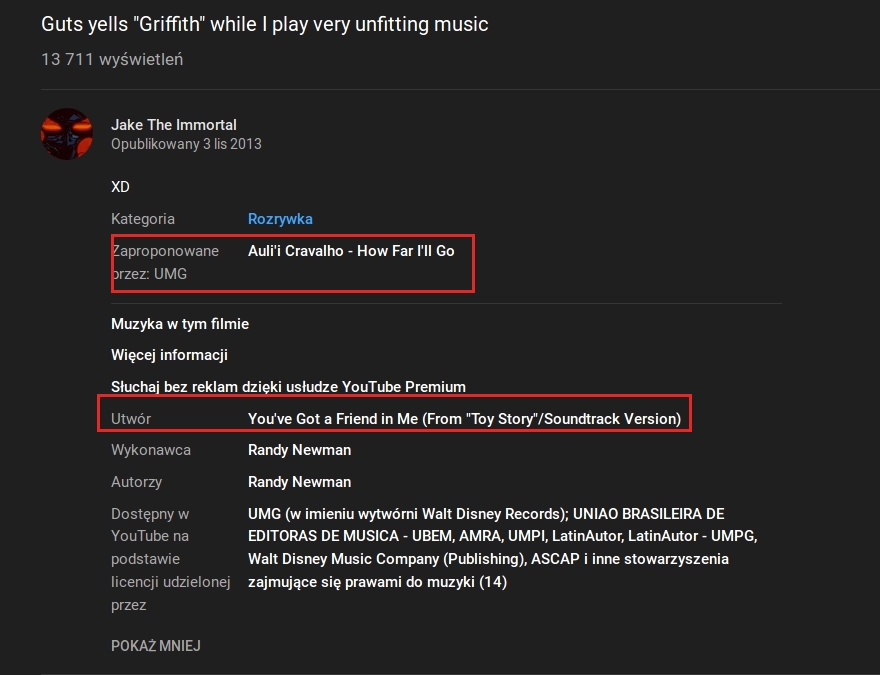 Guts yells "Griffith" while I play very unfitting music
13 711 wyświetleń
Jake The Immortal
Opublikowany 3 lis 2013
XD
Kategoria Rozrywka
Zaproponowane Auli'i Cravalho - How Far I'll Go
przez: UMG
Muzyka w tym filmie
Więcej informacji
Słuchaj bez reklam dzięki usłudze YouTube Premium
Utwór You've Got a Friend in Me (From "Toy Story"/Soundtrack Version)
Wykonawca Randy Newman
Autorzy Randy Newman
Dostępny w UMG (w imieniu wytwórni Walt Disney Records); UNIAO BRASILEIRA DE
YouTube na EDITORAS DE MUSICA - UBEM, AMRA, UMPI, LatinAutor, LatinAutor - UMPG,
podstawie Walt Disney Music Company (Publishing), ASCAP i inne stowarzyszenia
licencji udzielonej zajmujące się prawami do muzyki (14)
przez
POKAŻ MNIEJ